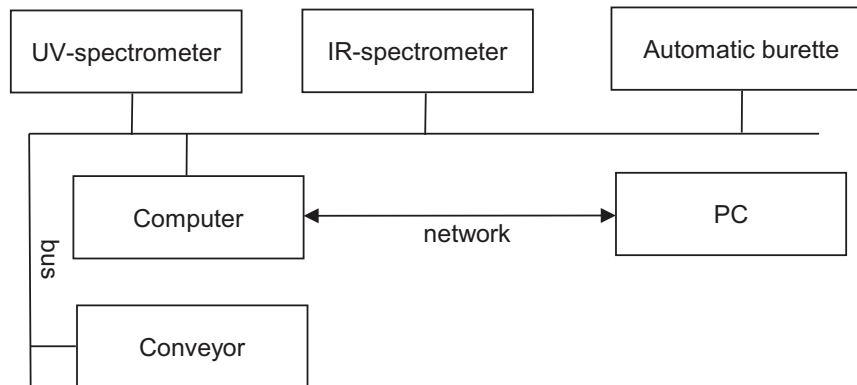 UV-spectrometer
IR-spectrometer
Automatic burette
Computer
network
PC
bus
Conveyor